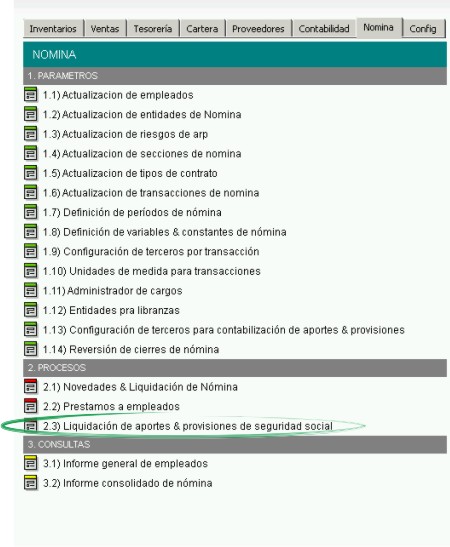 Inventarios Ventas Tesorería Cartera Proveedores Contabilidad Nomina Config
NOMINA
1. PARAMETROS
1.1) Actualizacion de empleados
1.2) Actualizacion de entidades de Nomina
1.3) Actualizacion de riesgos de arp
1.4) Actualizacion de secciones de nomina
1.5) Actualizacion de tipos de contrato
1.6) Actualizacion de transacciones de nomina
1.7) Definición de períodos de nómina
1.8) Definición de variables & constantes de nómina
1.9) Configuración de terceros por transacción
1.10) Unidades de medida para transacciones
1.11) Administrador de cargos
1.12) Entidades pra libranzas
1.13) Configuración de terceros para contabilización de aportes & provisiones
1.14) Reversión de cierres de nómina
2. PROCESOS
2.1) Novedades & Liquidación de Nómina
2.2) Prestamos a empleados
2.3) Liquidación de aportes & provisiones de seguridad social
3. CONSULTAS
3.1) Informe general de empleados
3.2) Informe consolidado de nómina